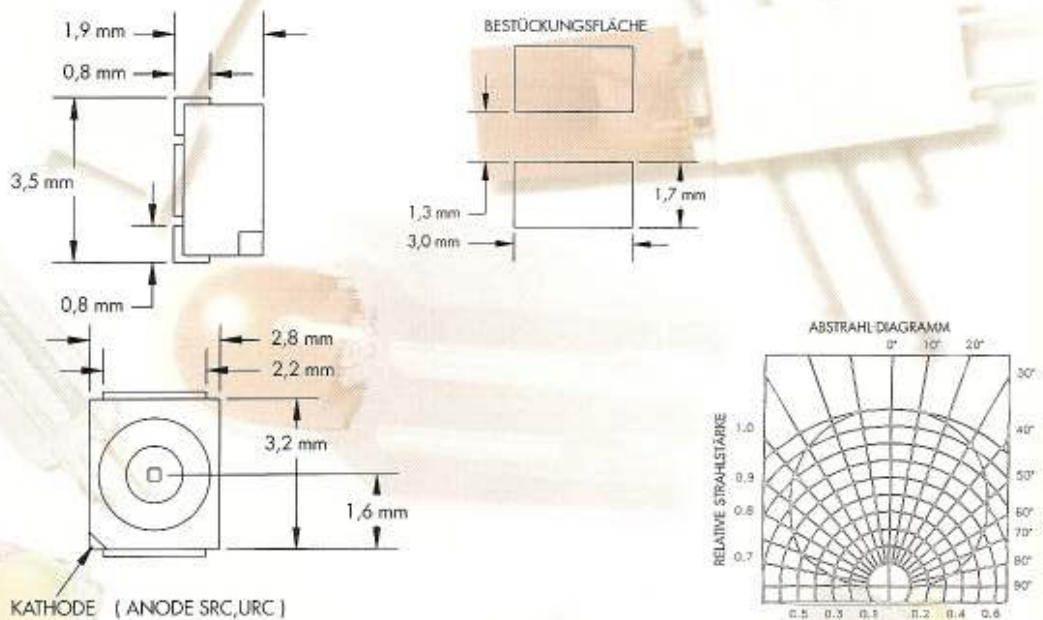 1,9 mm
0,8 mm
3,5 mm
0,8 mm
BESTÜCKUNGSFLÄCHE
1,3 mm
1,7 mm
3,0 mm
2,8 mm
2,2 mm
3,2 mm
1,6 mm
KATHODE ( ANODE SRC,URC )
ABSTRAHL-DIAGRAMM
0° 10° 20°
30°
40°
50°
60°
70°
80°
90°
RELATIVE STRAHLSTÄRKE
1.0
0.9
0.8
0.7
0.5 0.3 0.1 0.2 0.4 0.6